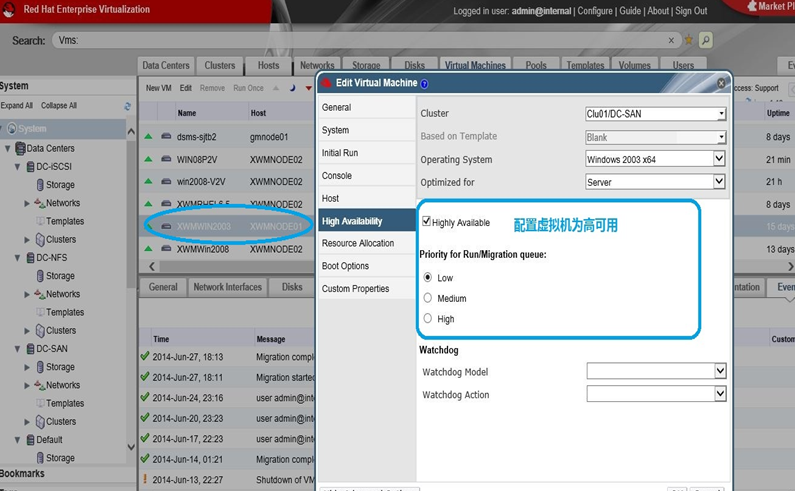 Red Hat Enterprise Virtualization
Logged in user: admin@internal | Configure | Guide | About | Sign Out
Market Pl
Search: Vms: x
Data Centers Clusters Hosts Networks Storage Disks Virtual Machines Pools Templates Volumes Users Ev
System
Expand All Collapse All
System
Data Centers
DC-iSCSI
Storage
Networks
Templates
Clusters
DC-NFS
Storage
Networks
Templates
Clusters
DC-SAN
Storage
Networks
Templates
Clusters
Default
Storage
Bookmarks
New VM Edit Remove Run Once
ccess: Support
Name Host Uptime
dsms-sjtb2 gmnode01 8 days
WIN08P2V XWMNODE02 21 min
win2008-V2V XWMNODE02 21 h
XWMRHEL6.5 XWMNODE02 8 days
XWMWIN2003 XWMNODE01 15 days
XWMWin2008 XWMNODE02 13 days
General Network Interfaces Disks
ntation Even
Time Message Custom
2014-Jun-27, 18:13 Migration comple
2014-Jun-27, 18:11 Migration started
2014-Jun-24, 23:16 user admin@inte
2014-Jun-20, 23:23 user admin@inte
2014-Jun-17, 22:23 user admin@inte
2014-Jun-14, 01:21 Migration comple
2014-Jun-13, 22:27 Shutdown of VM
Edit Virtual Machine
General
System
Initial Run
Console
Host
High Availability
Resource Allocation
Boot Options
Custom Properties
Cluster Clu01/DC-SAN
Based on Template Blank
Operating System Windows 2003 x64
Optimized for Server
Highly Available 配置虚拟机为高可用
Priority for Run/Migration queue:
Low
Medium
High
Watchdog
Watchdog Model
Watchdog Action